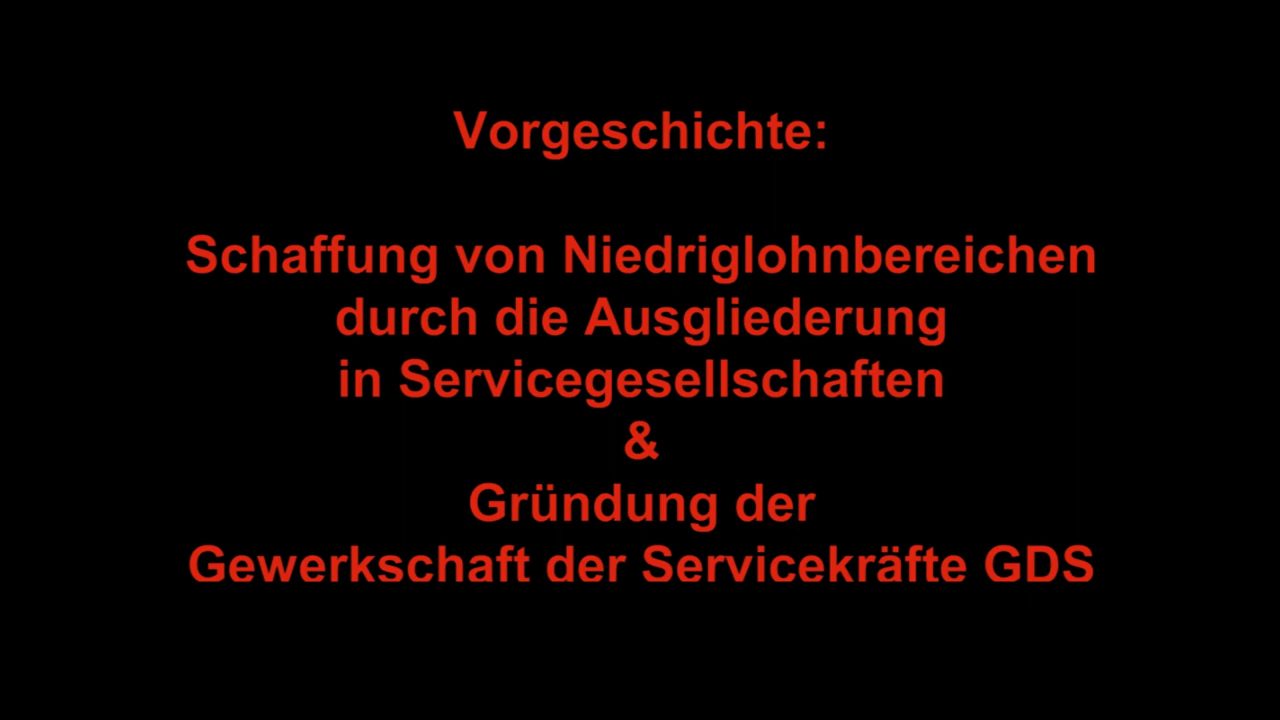 Vorgeschichte:
Schaffung von Niedriglohnbereichen
durch die Ausgliederung
in Servicegesellschaften
&
Gründung der
Gewerkschaft der Servicekräfte GDS